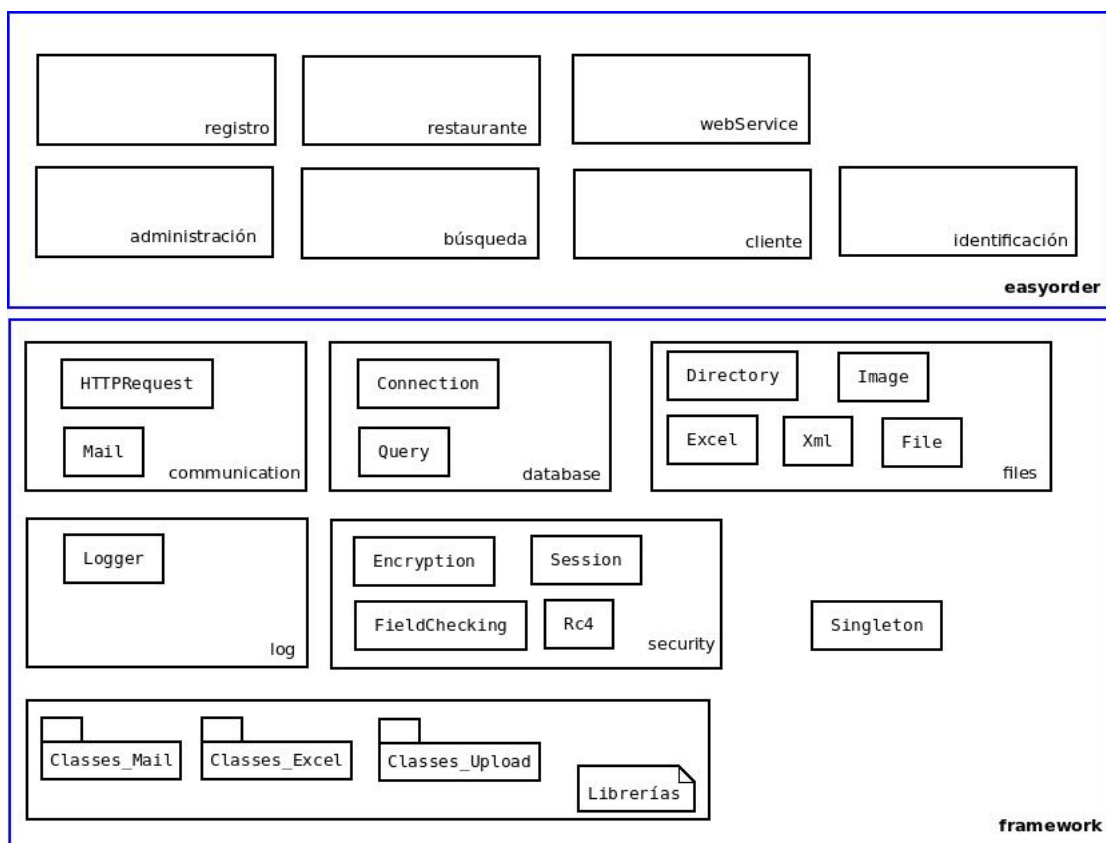 registro
restaurante
webService
administración
búsqueda
cliente
identificación
easyorder
HTTPRequest
Mail
communication
Connection
Query
database
Directory
Image
Excel
Xml
File
files
Logger
log
Encryption
Session
FieldChecking
Rc4
security
Singleton
Classes_Mail
Classes_Excel
Classes_Upload
Librerías
framework